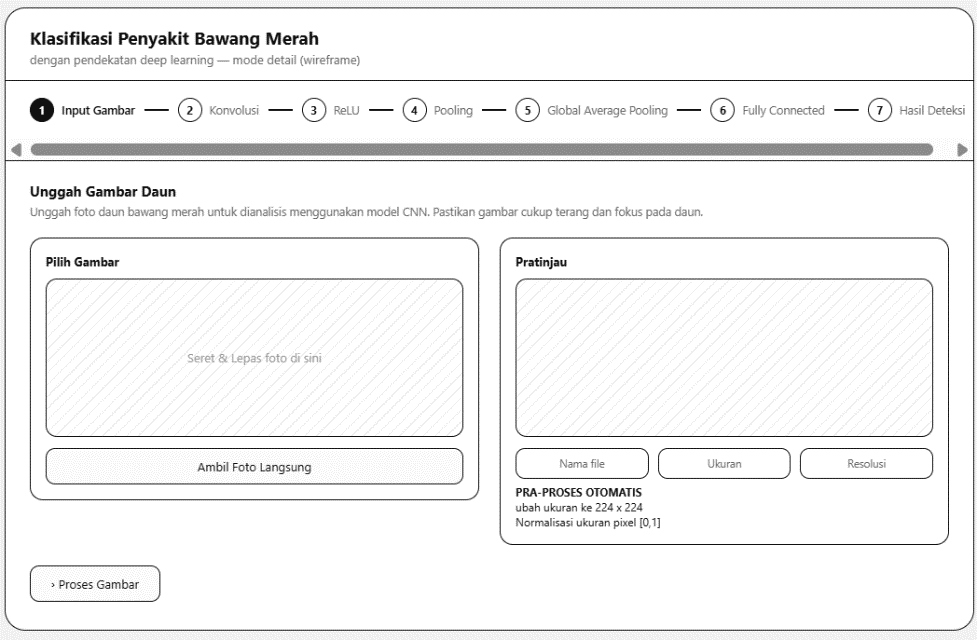 Klasifikasi Penyakit Bawang Merah
dengan pendekatan deep learning — mode detail (wireframe)
1 Input Gambar 2 Konvolusi 3 ReLU 4 Pooling 5 Global Average Pooling 6 Fully Connected 7 Hasil Deteksi
Unggah Gambar Daun
Unggah foto daun bawang merah untuk dianalisis menggunakan model CNN. Pastikan gambar cukup terang dan fokus pada daun.
Pilih Gambar
Seret & Lepas foto di sini
Ambil Foto Langsung
Pratinjau
Nama file Ukuran Resolusi
PRA-PROSES OTOMATIS
ubah ukuran ke 224 x 224
Normalisasi ukuran pixel [0,1]
› Proses Gambar